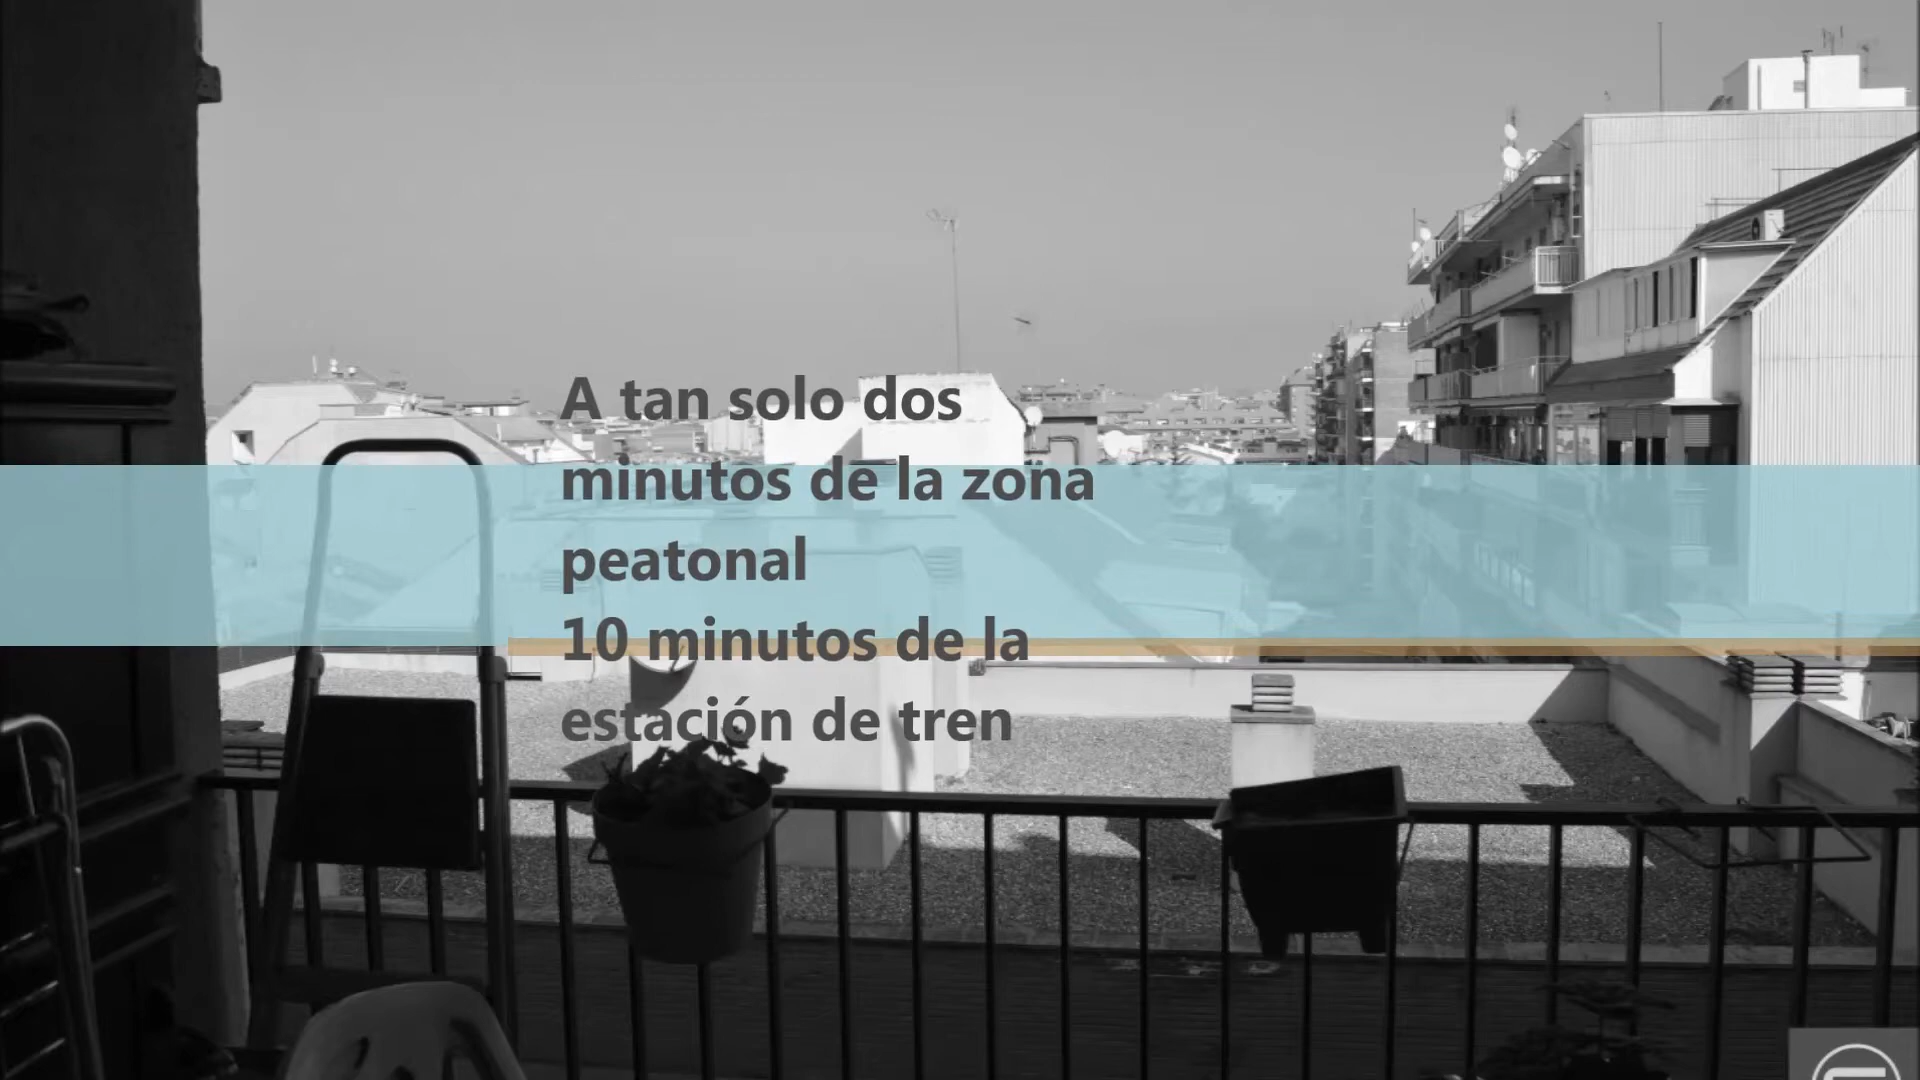 A tan solo dos
minutos de la zona
peatonal
10 minutos de la
estación de tren